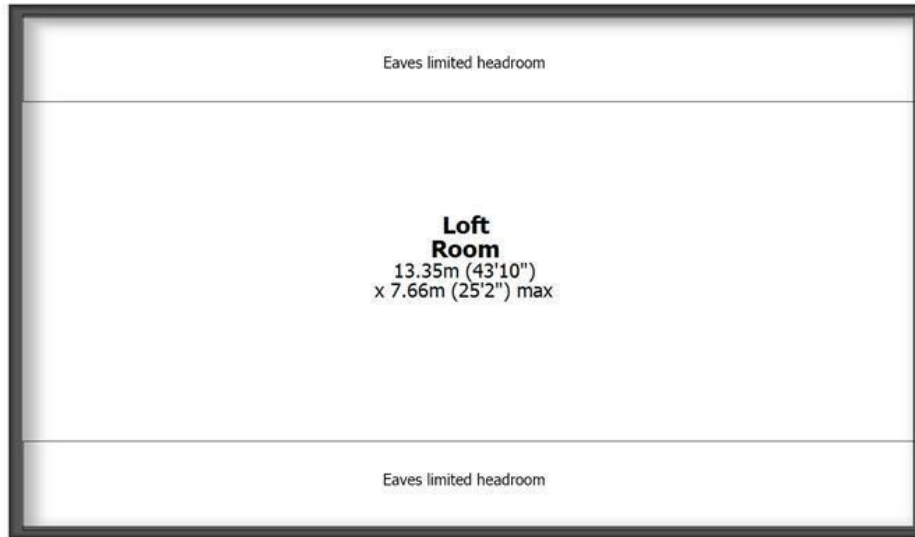 Eaves limited headroom
Loft
Room
13.35m (43'10")
x 7.66m (25'2") max
Eaves limited headroom